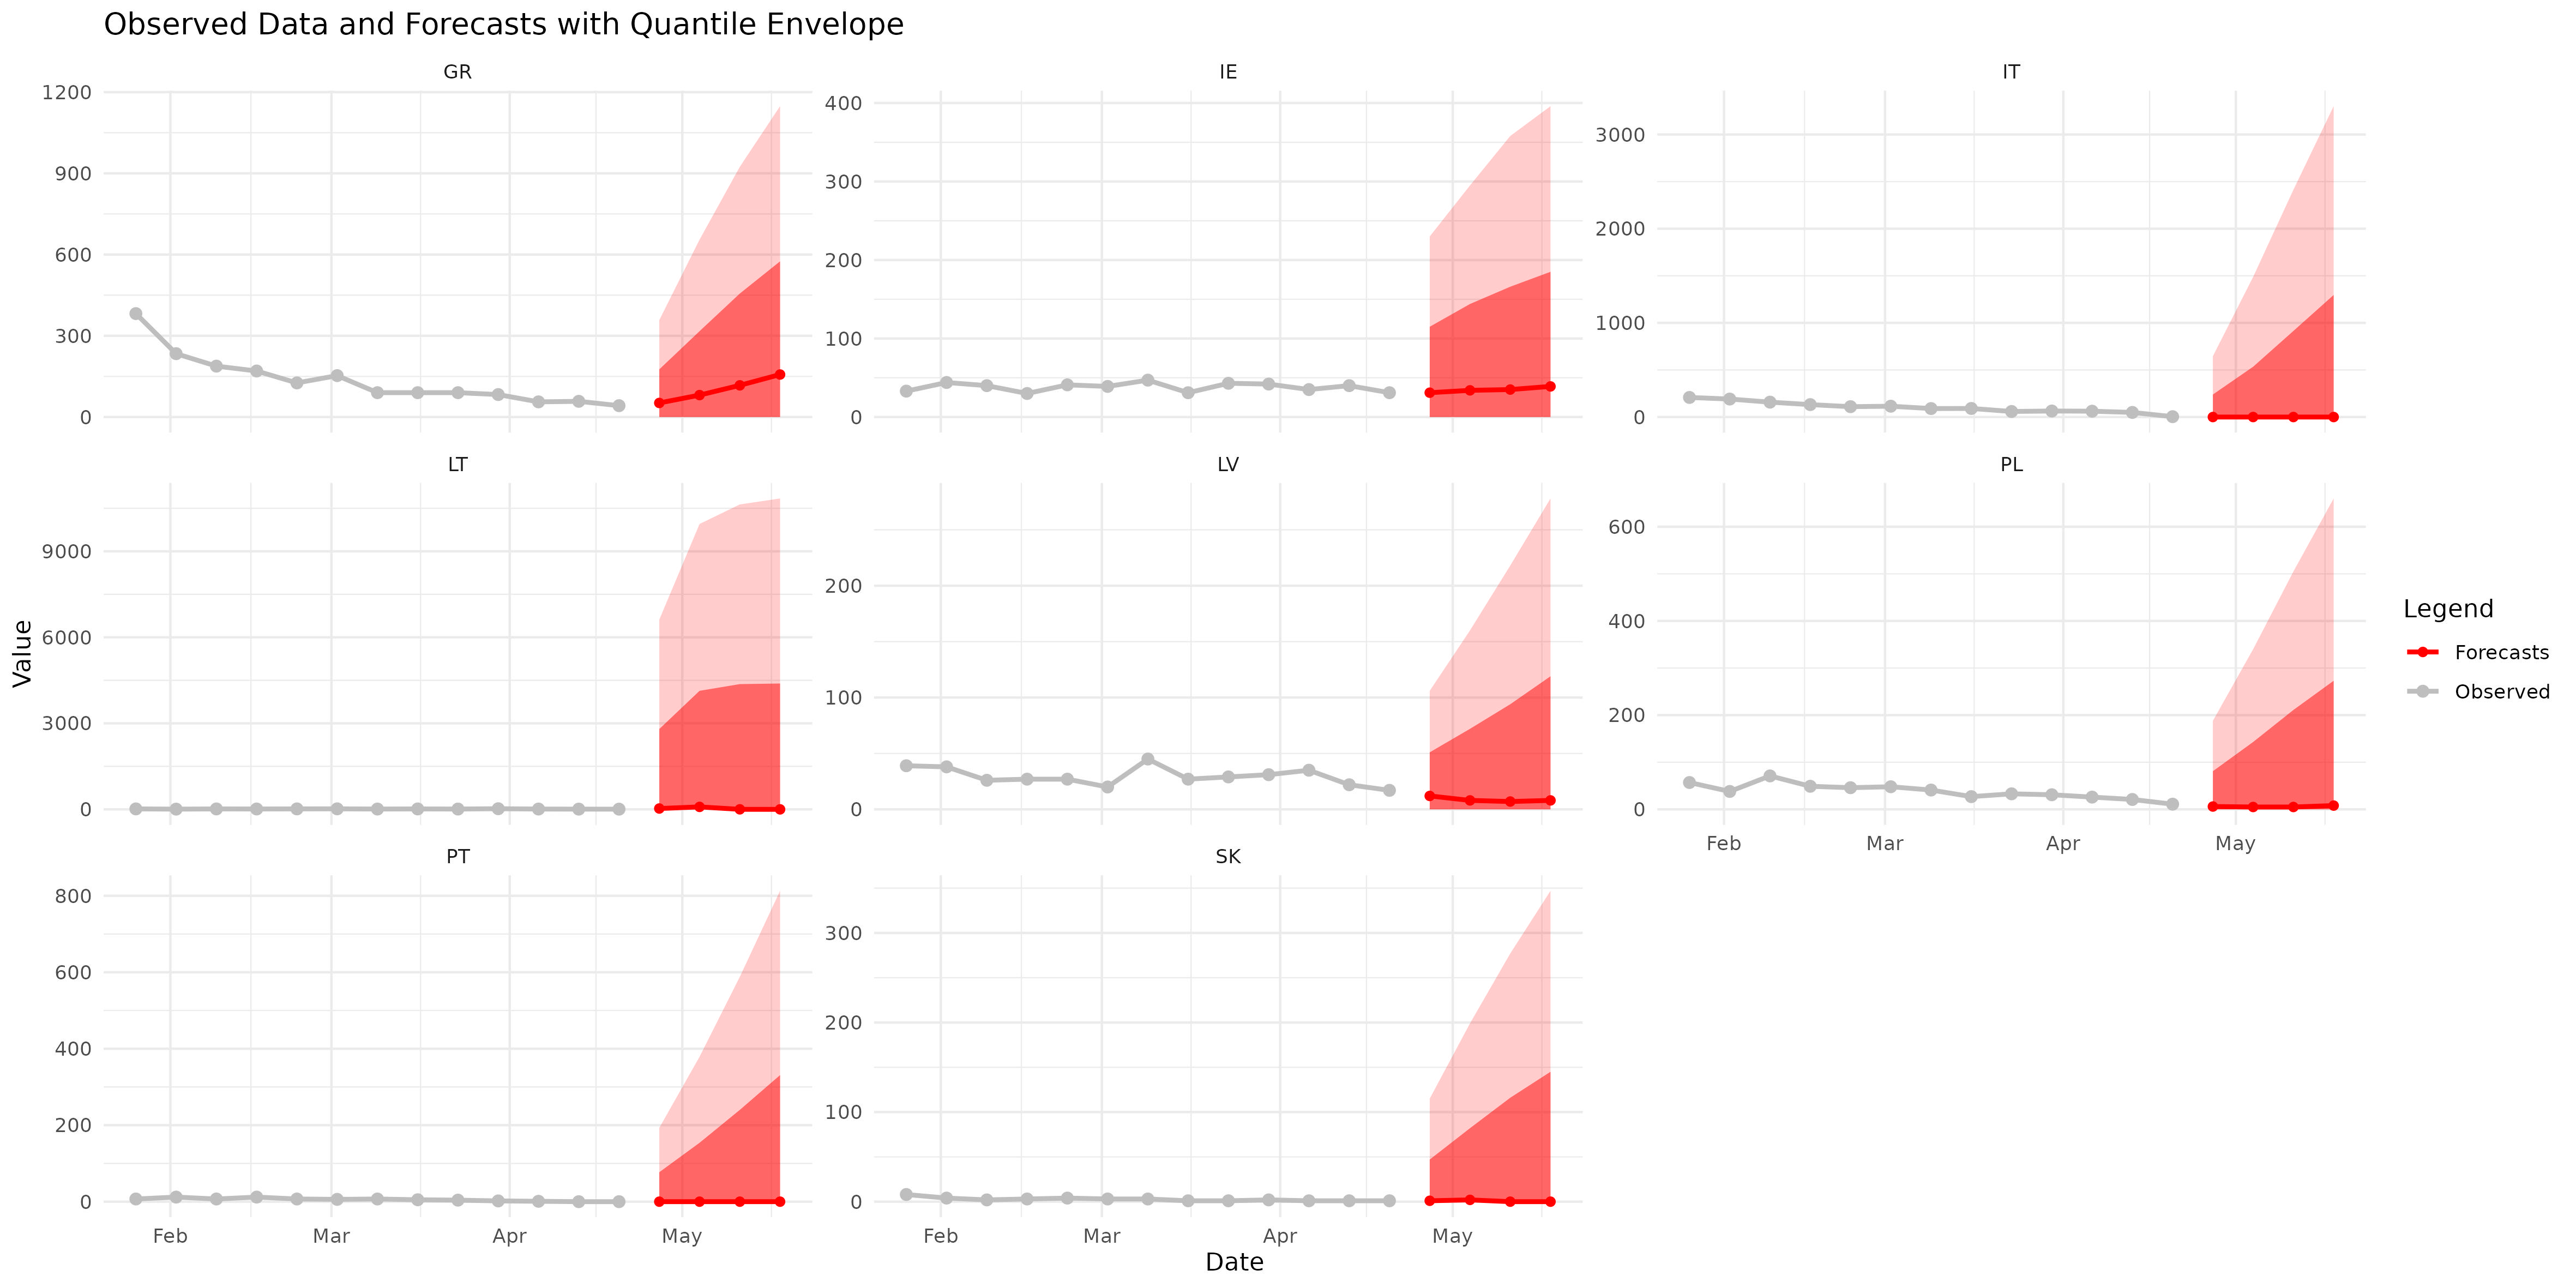 Observed Data and Forecasts with Quantile Envelope
GR
IE
IT
1200
900
600
300
0
400
300
200
100
0
3000
2000
1000
0
LT
LV
PL
9000
6000
3000
0
200
100
0
600
400
200
0
Feb
Mar
Apr
May
PT
SK
800
600
400
200
0
300
200
100
0
Feb
Mar
Apr
May
Feb
Mar
Apr
May
Value
Date
Legend
Forecasts
Observed